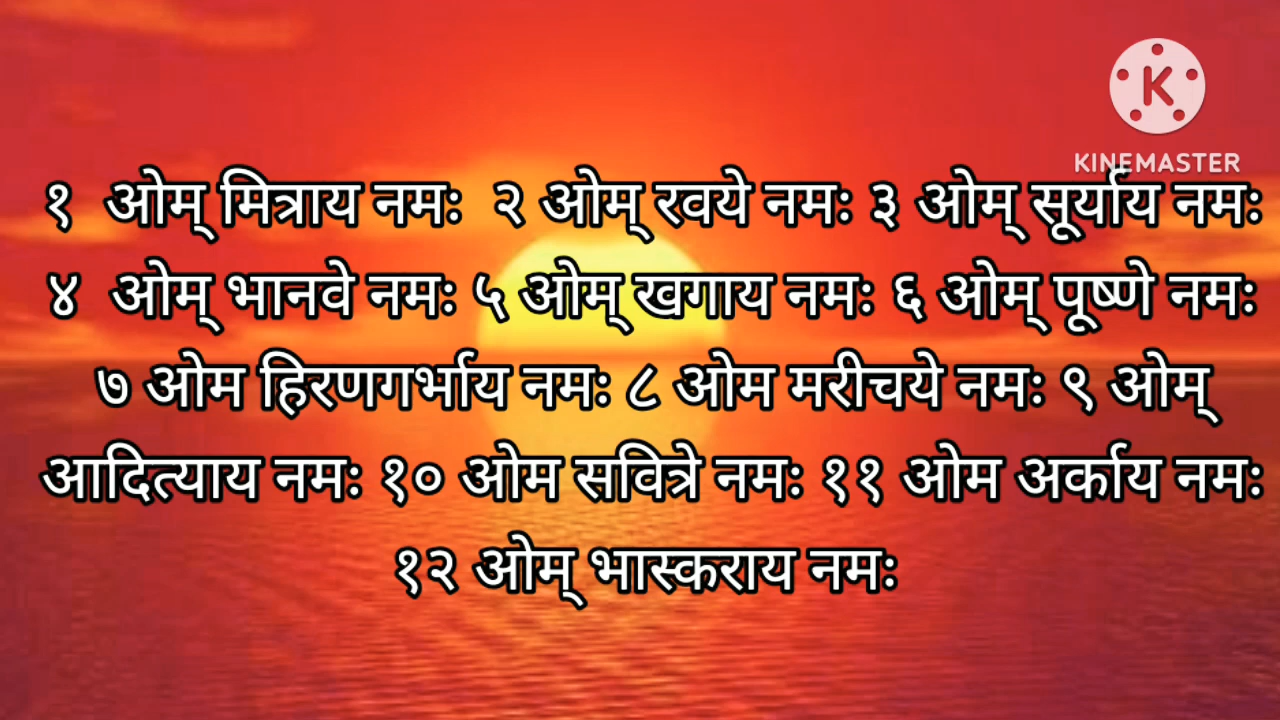 KINEMASTER
१ ओम् मित्राय नमः २ ओम् रवये नमः ३ ओम् सूर्याय नमः
४ ओम् भानवे नमः ५ ओम् खगाय नमः ६ ओम् पूष्णे नमः
७ ओम हिरणगर्भाय नमः ८ ओम मरीचये नमः ९ ओम्
आदित्याय नमः १० ओम सवित्रे नमः ११ ओम अर्काय नमः
१२ ओम् भास्कराय नमः